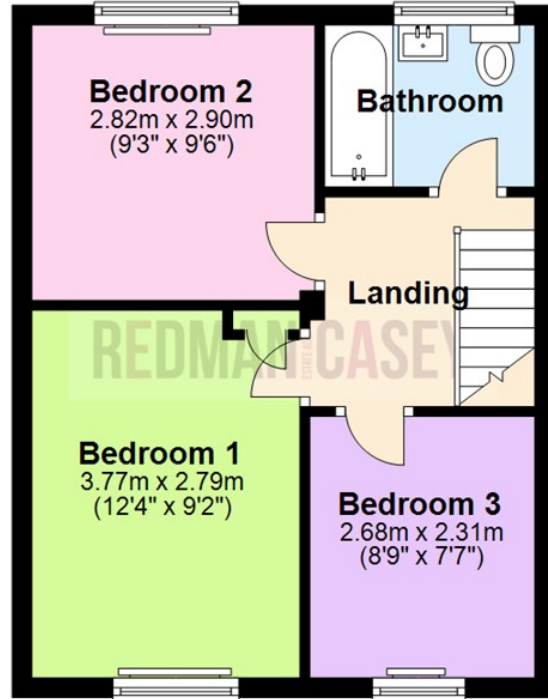 Bedroom 2
2.82m x 2.90m
(9'3" x 9'6")
Bathroom
Landing
REDMAN CASEY
Bedroom 1
3.77m x 2.79m
(12'4" x 9'2")
Bedroom 3
2.68m x 2.31m
(8'9" x 7'7")